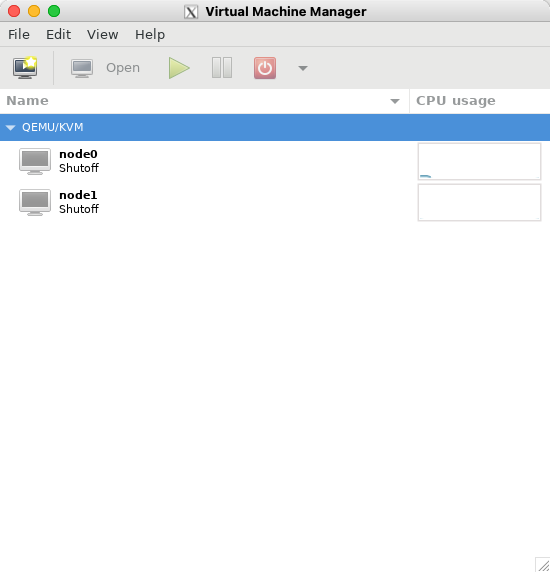 Virtual Machine Manager
File Edit View Help
Open
Name CPU usage
QEMU/KVM
node0
Shutoff
node1
Shutoff